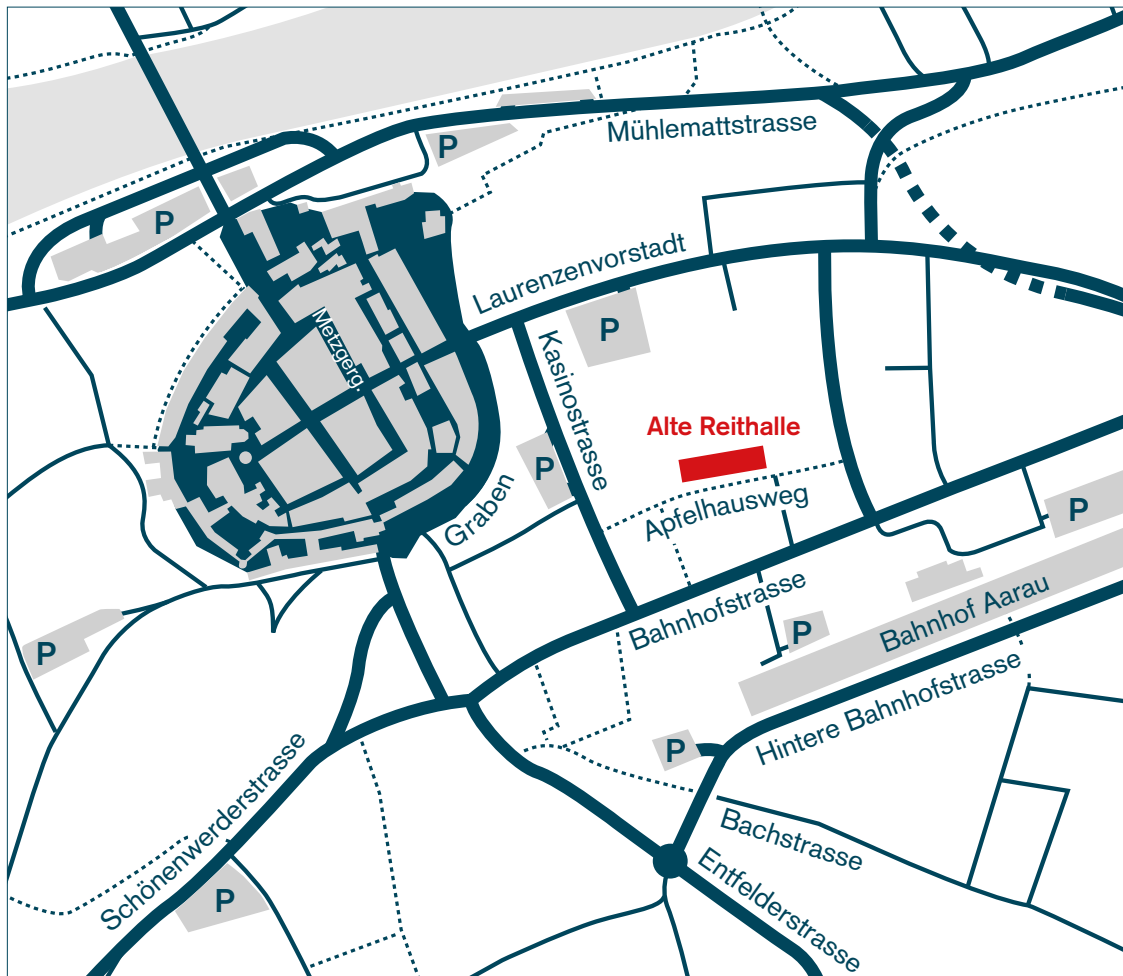 Mühlemattstrasse
P
P
Laurenzenvorstadt
Metzgerg.
P
Kasinostrasse
Alte Reithalle
P
Graben
Apfelhausweg
P
Bahnhofstrasse
Bahnhof Aarau
P
P
Hintere Bahnhofstrasse
P
Schönenwerderstrasse
Bachstrasse
Entfelderstrasse
P